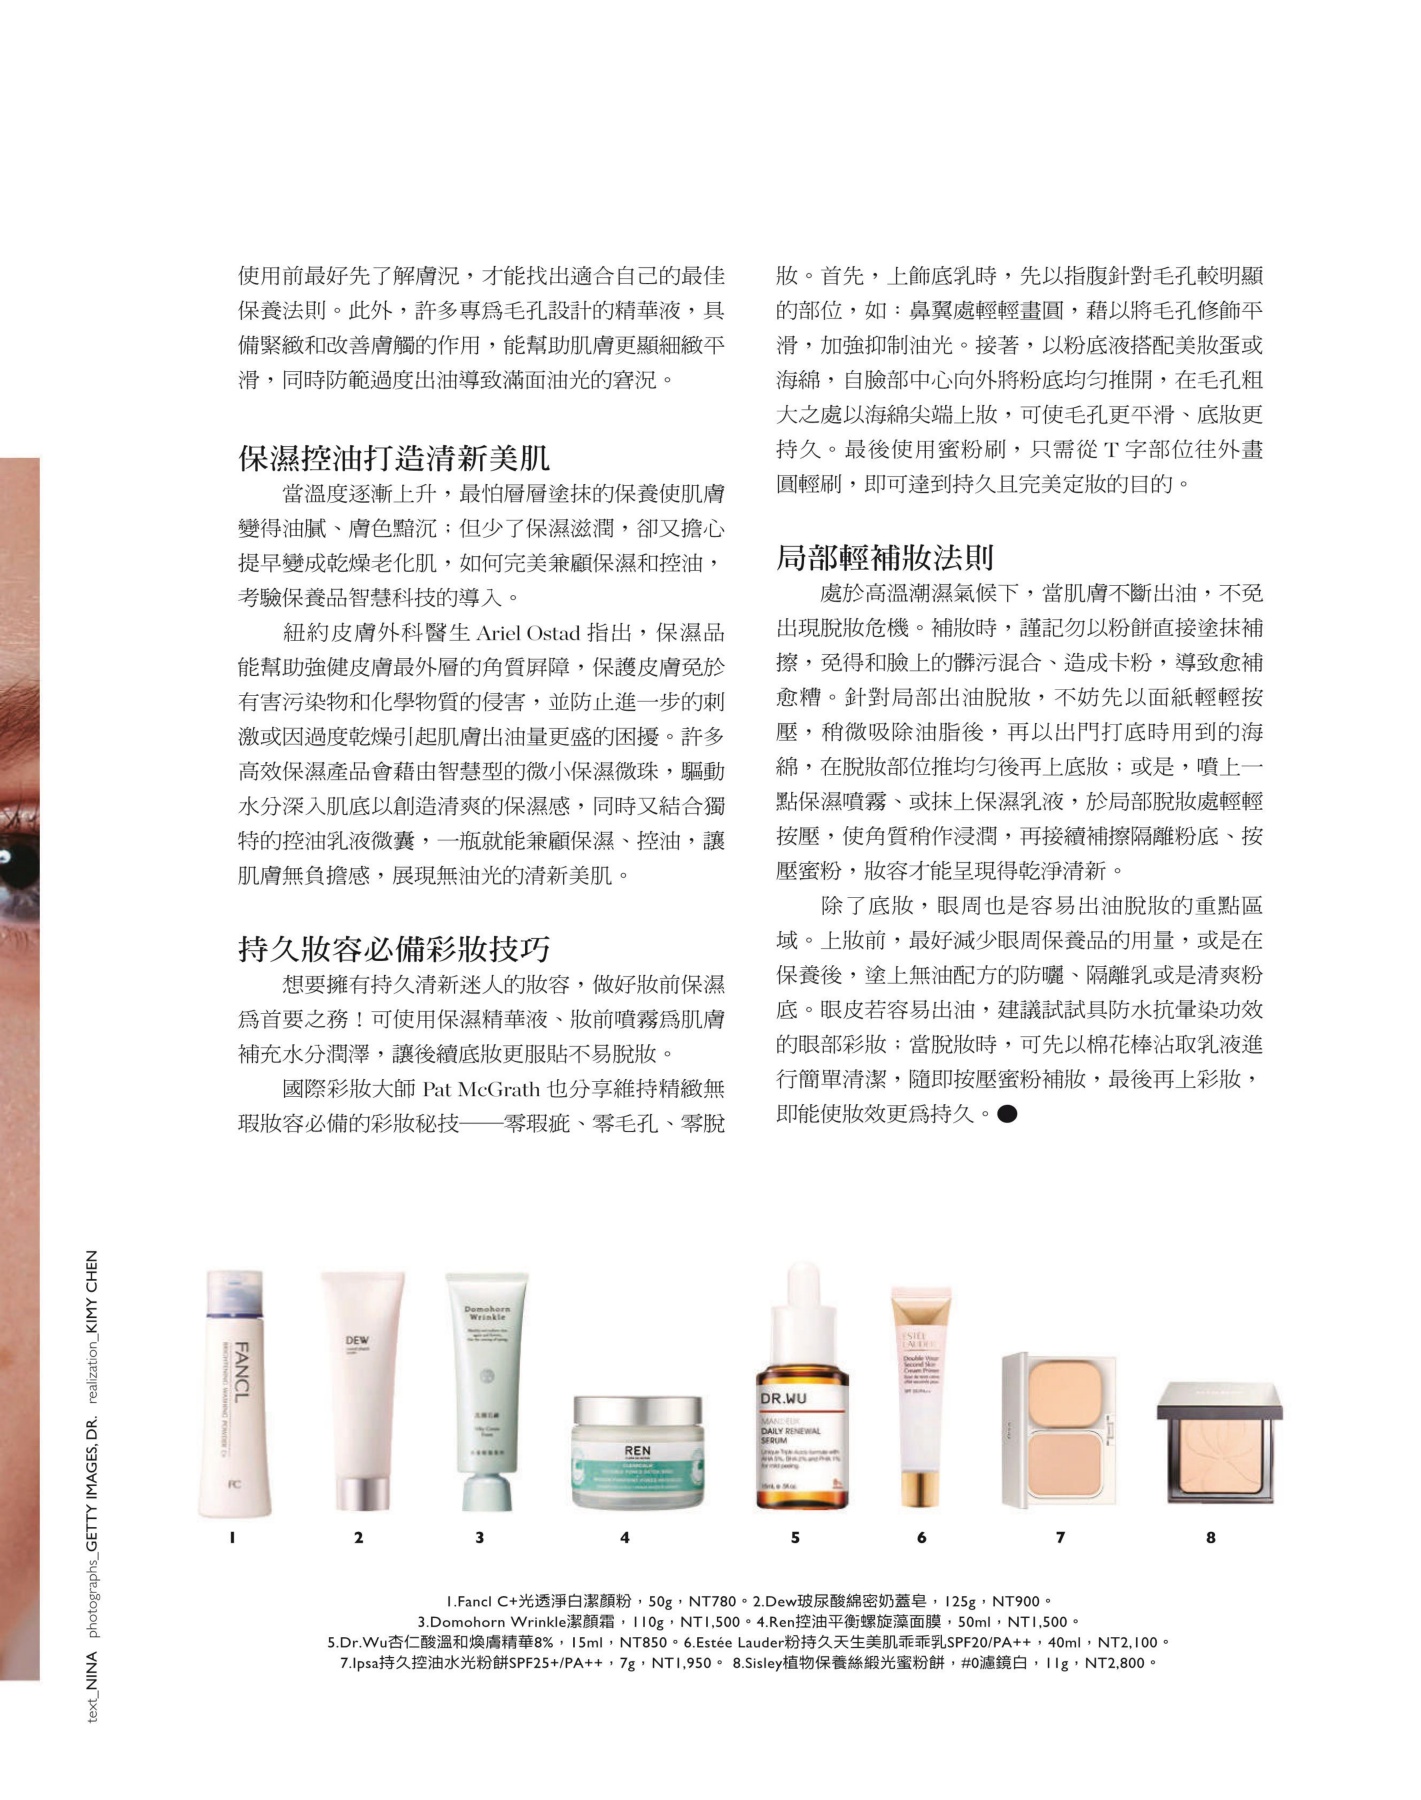 使用前最好先了解膚況，才能找出適合自己的最佳
保養法則。此外，許多專爲毛孔設計的精華液，具
備緊緻和改善膚觸的作用，能幫助肌膚更顯細緻平
滑，同時防範過度出油導致滿面油光的窘況。
保濕控油打造清新美肌
當溫度逐漸上升，最怕層層塗抹的保養使肌膚
變得油膩、膚色黯沉；但少了保濕滋潤，卻又擔心
提早變成乾燥老化肌，如何完美兼顧保濕和控油，
考驗保養品智慧科技的導入。
紐約皮膚外科醫生 Ariel Ostad 指出，保濕品
能幫助強健皮膚最外層的角質屏障，保護皮膚免於
有害污染物和化學物質的侵害，並防止進一步的刺
激或因過度乾燥引起肌膚出油量更盛的困擾。許多
高效保濕產品會藉由智慧型的微小保濕微珠，驅動
水分深入肌底以創造清爽的保濕感，同時又結合獨
特的控油乳液微囊，一瓶就能兼顧保濕、控油，讓
肌膚無負擔感，展現無油光的清新美肌。
持久妝容必備彩妝技巧
想要擁有持久清新迷人的妝容，做好妝前保濕
爲首要之務！可使用保濕精華液、妝前噴霧爲肌膚
補充水分潤澤，讓後續底妝更服貼不易脫妝。
國際彩妝大師 Pat McGrath 也分享維持精緻無
瑕妝容必備的彩妝秘技——零瑕疵、零毛孔、零脫
妝。首先，上飾底乳時，先以指腹針對毛孔較明顯
的部位，如：鼻翼處輕輕畫圓，藉以將毛孔修飾平
滑，加強抑制油光。接著，以粉底液搭配美妝蛋或
海綿，自臉部中心向外將粉底均勻推開，在毛孔粗
大之處以海綿尖端上妝，可使毛孔更平滑、底妝更
持久。最後使用蜜粉刷，只需從 T 字部位往外畫
圓輕刷，即可達到持久且完美定妝的目的。
局部輕補妝法則
處於高溫潮濕氣候下，當肌膚不斷出油，不免
出現脫妝危機。補妝時，謹記勿以粉餅直接塗抹補
擦，免得和臉上的髒污混合、造成卡粉，導致愈補
愈糟。針對局部出油脫妝，不妨先以面紙輕輕按
壓，稍微吸除油脂後，再以出門打底時用到的海
綿，在脫妝部位推均勻後再上底妝；或是，噴上一
點保濕噴霧、或抹上保濕乳液，於局部脫妝處輕輕
按壓，使角質稍作浸潤，再接續補擦隔離粉底、按
壓蜜粉，妝容才能呈現得乾淨清新。
除了底妝，眼周也是容易出油脫妝的重點區
域。上妝前，最好減少眼周保養品的用量，或是在
保養後，塗上無油配方的防曬、隔離乳或是清爽粉
底。眼皮若容易出油，建議試試具防水抗暈染功效
的眼部彩妝；當脫妝時，可先以棉花棒沾取乳液進
行簡單清潔，隨即按壓蜜粉補妝，最後再上彩妝，
即能使妝效更爲持久。●
text_NINA photographs_GETTY IMAGES, DR. realization_KIMY CHEN
FANCL
BRIGHTENING WASHING POWDER C+
FC
DEW
Domohorn
Wrinkle
REN
CLEARCALM
DR.WU
DAILY RENEWAL
SERUM
ESTĒE
LAUDER
Double Wear
Second Skin
Cream Primer
1 2 3 4 5 6 7 8
1.Fancl C+光透淨白潔顏粉，50g，NT780。2.Dew玻尿酸綿密奶蓋皂，125g，NT900。
3.Domohorn Wrinkle潔顏霜，110g，NT1,500。4.Ren控油平衡螺旋藻面膜，50ml，NT1,500。
5.Dr.Wu杏仁酸溫和煥膚精華8%，15ml，NT850。6.Estée Lauder粉持久天生美肌乖乖乳SPF20/PA++，40ml，NT2,100。
7.Ipsa持久控油水光粉餅SPF25+/PA++，7g，NT1,950。 8.Sisley植物保養絲緞光蜜粉餅，#0濾鏡白，11g，NT2,800。